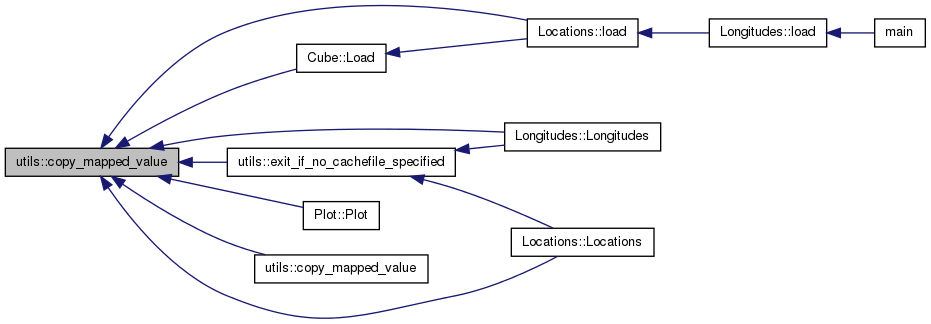 Locations::load
Longitudes::load
main
Cube::Load
Longitudes::Longitudes
utils::copy_mapped_value
utils::exit_if_no_cachefile_specified
Plot::Plot
Locations::Locations
utils::copy_mapped_value